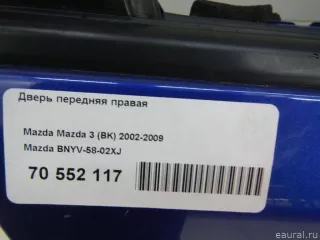 Дверь передняя правая
Mazda Mazda 3 (BK) 2002-2009
Mazda BNYV-58-02XJ
70 552 117
eaural.ru